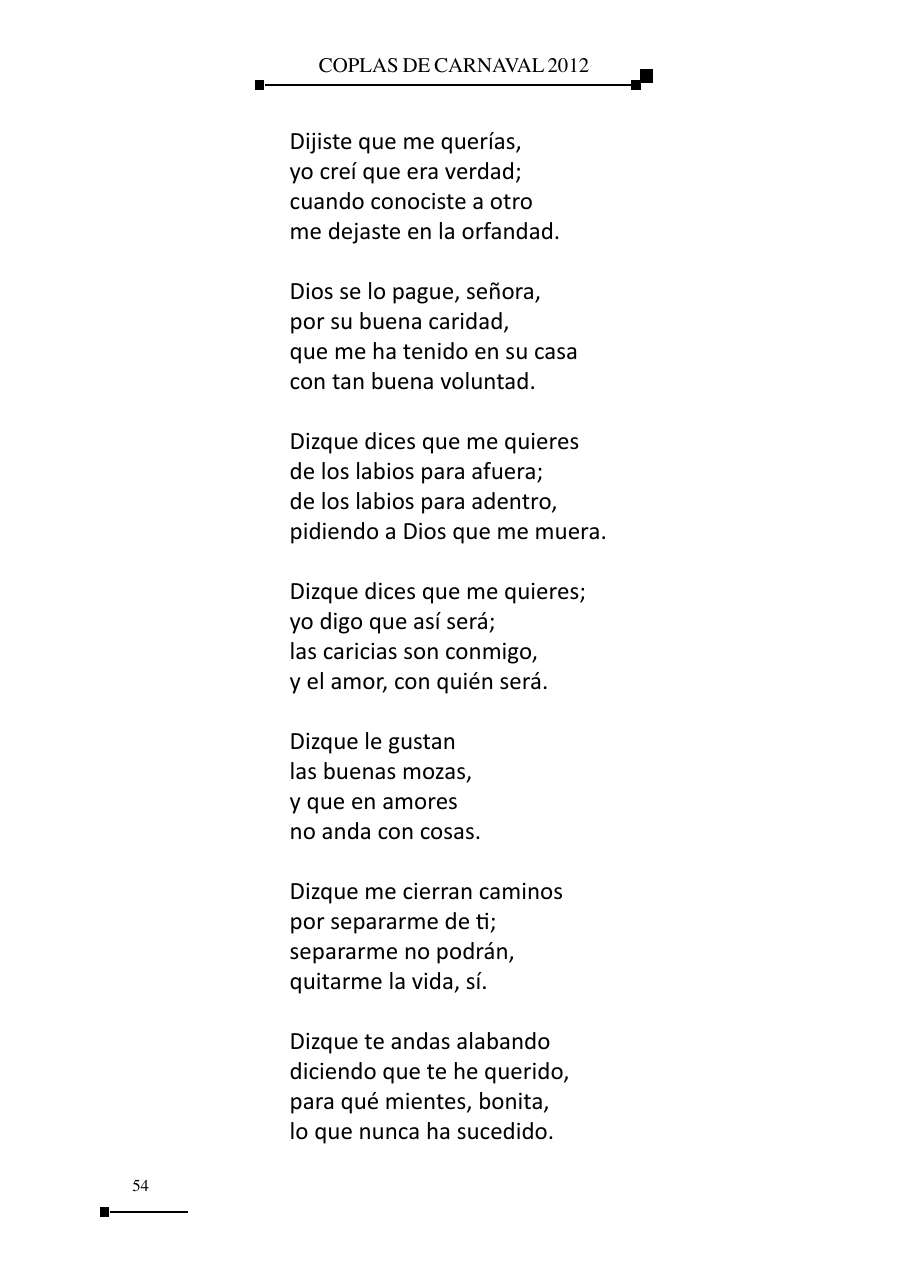 COPLAS DE CARNAVAL 2012
Dijiste que me querías,
yo creí que era verdad;
cuando conociste a otro
me dejaste en la orfandad.
Dios se lo pague, señora,
por su buena caridad,
que me ha tenido en su casa
con tan buena voluntad.
Dizque dices que me quieres
de los labios para afuera;
de los labios para adentro,
pidiendo a Dios que me muera.
Dizque dices que me quieres;
yo digo que así será;
las caricias son conmigo,
y el amor, con quién será.
Dizque le gustan
las buenas mozas,
y que en amores
no anda con cosas.
Dizque me cierran caminos
por separarme de ti;
separarme no podrán,
quitarme la vida, sí.
Dizque te andas alabando
diciendo que te he querido,
para qué mientes, bonita,
lo que nunca ha sucedido.
54